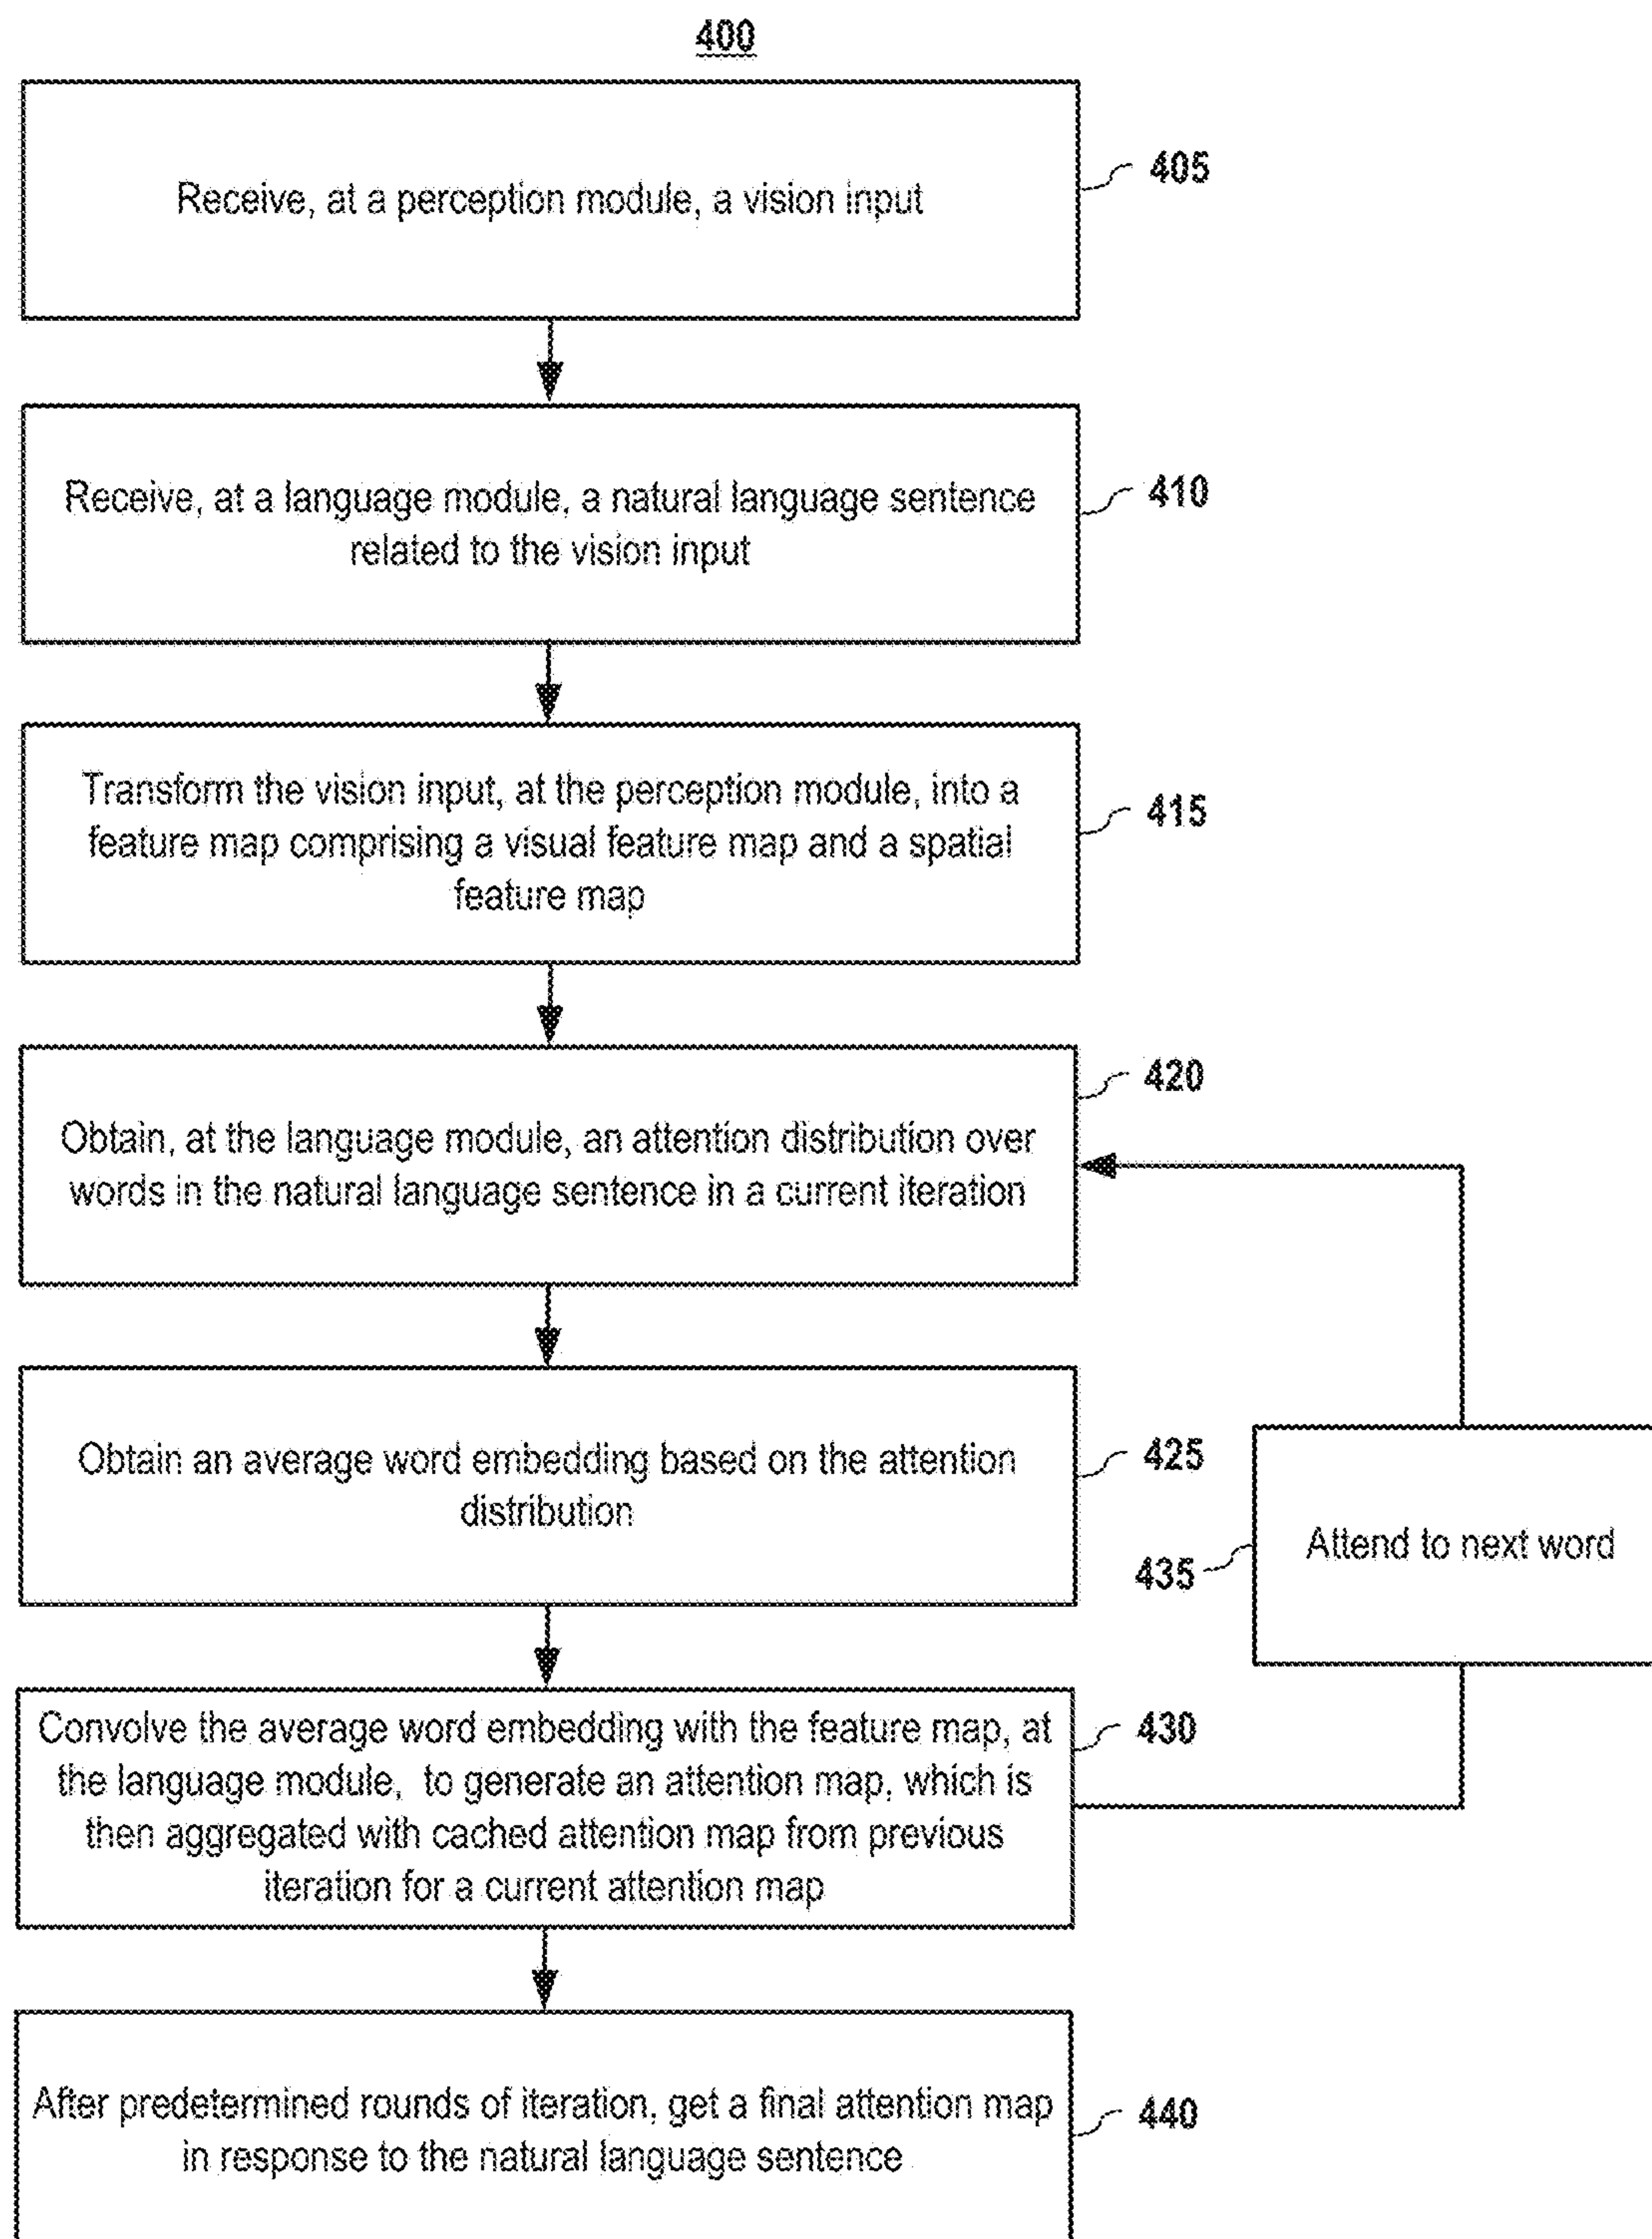 400
Receive, at a perception module, a vision input
405
Receive, at a language module, a natural language sentence
related to the vision input
410
Transform the vision input, at the perception module, into a
feature map comprising a visual feature map and a spatial
feature map
415
Obtain, at the language module, an attention distribution over
words in the natural language sentence in a current iteration
420
Obtain an average word embedding based on the attention
distribution
425
Attend to next word
435
Convolve the average word embedding with the feature map, at
the language module, to generate an attention map, which is
then aggregated with cached attention map from previous
iteration for a current attention map
430
After predetermined rounds of iteration, get a final attention map
in response to the natural language sentence
440